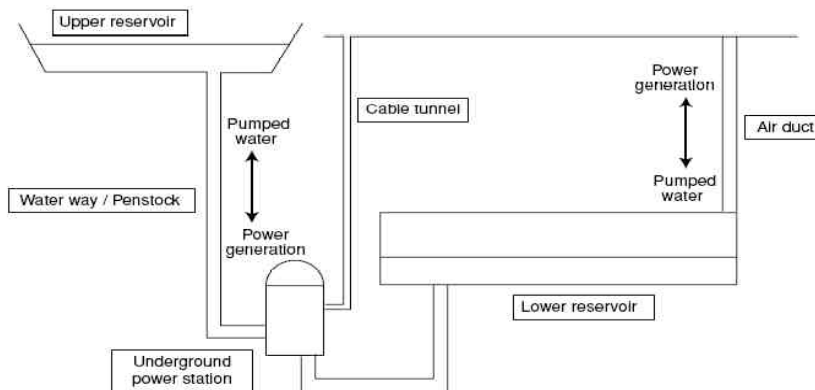 Upper reservoir
Power
generation
Cable tunnel
Pumped
water
Air duct
Pumped
water
Water way / Penstock
Power
generation
Lower reservoir
Underground
power station